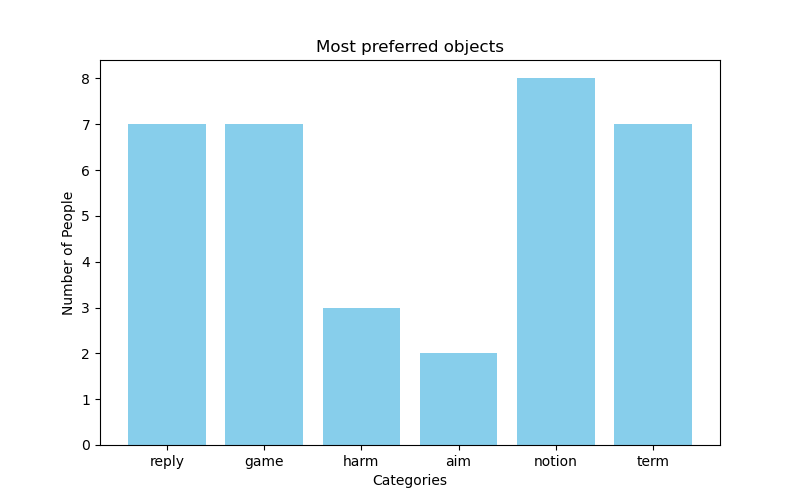 Most preferred objects
Number of People
8
7
6
5
4
3
2
1
0
reply game harm aim notion term
Categories